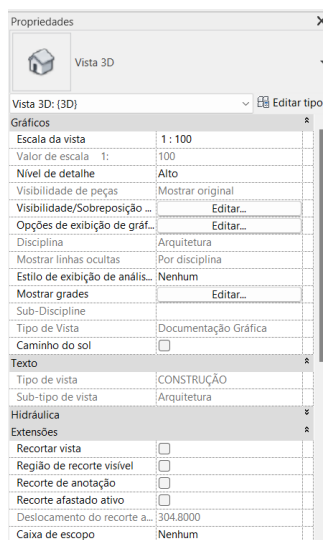 Propriedades
Vista 3D
Vista 3D: {3D} Editar tipo
Gráficos
Escala da vista 1 : 100
Valor de escala 1: 100
Nível de detalhe Alto
Visibilidade de peças Mostrar original
Visibilidade/Sobreposição ... Editar...
Opções de exibição de gráf... Editar...
Disciplina Arquitetura
Mostrar linhas ocultas Por disciplina
Estilo de exibição de anális... Nenhum
Mostrar grades Editar...
Sub-Discipline
Tipo de Vista Documentação Gráfica
Caminho do sol
Texto
Tipo de vista CONSTRUÇÃO
Sub-tipo de vista Arquitetura
Hidráulica
Extensões
Recortar vista
Região de recorte visível
Recorte de anotação
Recorte afastado ativo
Deslocamento do recorte a... 304.8000
Caixa de escopo Nenhum